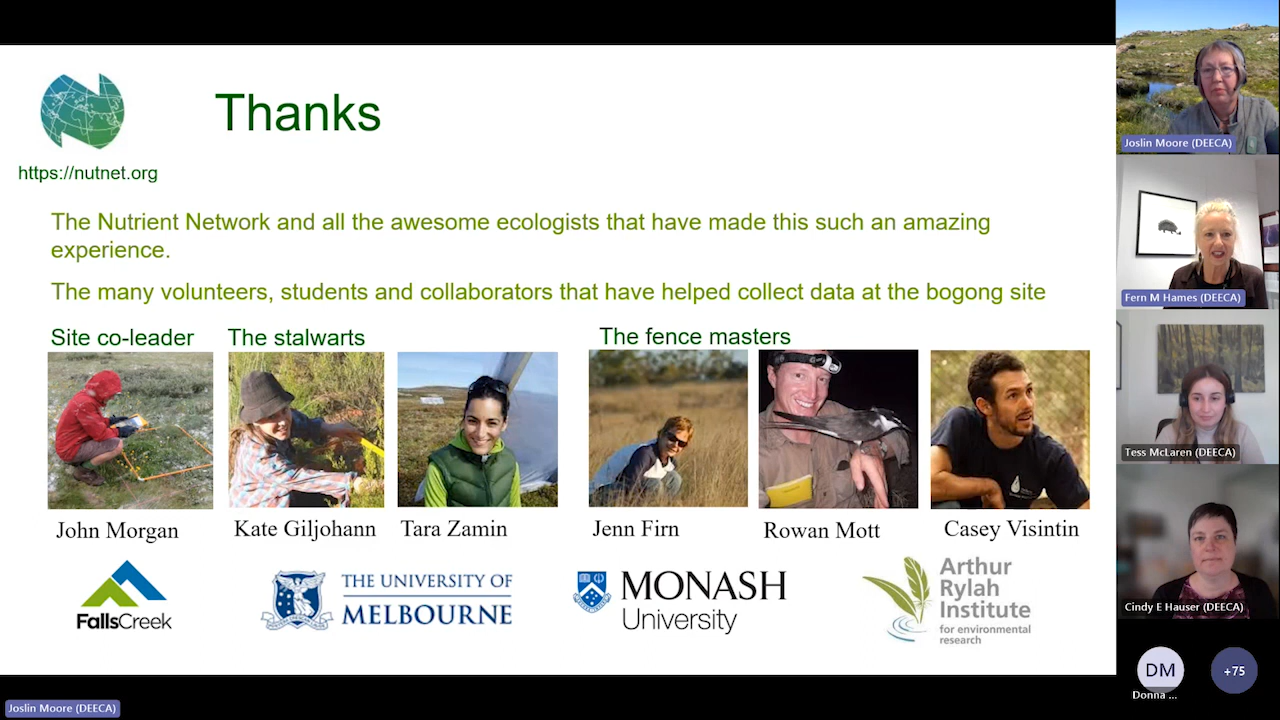 Thanks
https://nutnet.org
The Nutrient Network and all the awesome ecologists that have made this such an amazing
experience.
The many volunteers, students and collaborators that have helped collect data at the bogong site
Site co-leader
The stalwarts
The fence masters
John Morgan
Kate Giljohann
Tara Zamin
Jenn Firn
Rowan Mott
Casey Visintin
FallsCreek
THE UNIVERSITY OF
MELBOURNE
MONASH
University
Arthur
Rylah
Institute
for environmental
research
Joslin Moore (DEECA)
Fern M Hames (DEECA)
Tess McLaren (DEECA)
Cindy E Hauser (DEECA)
DM
Donna ...
+75
Joslin Moore (DEECA)